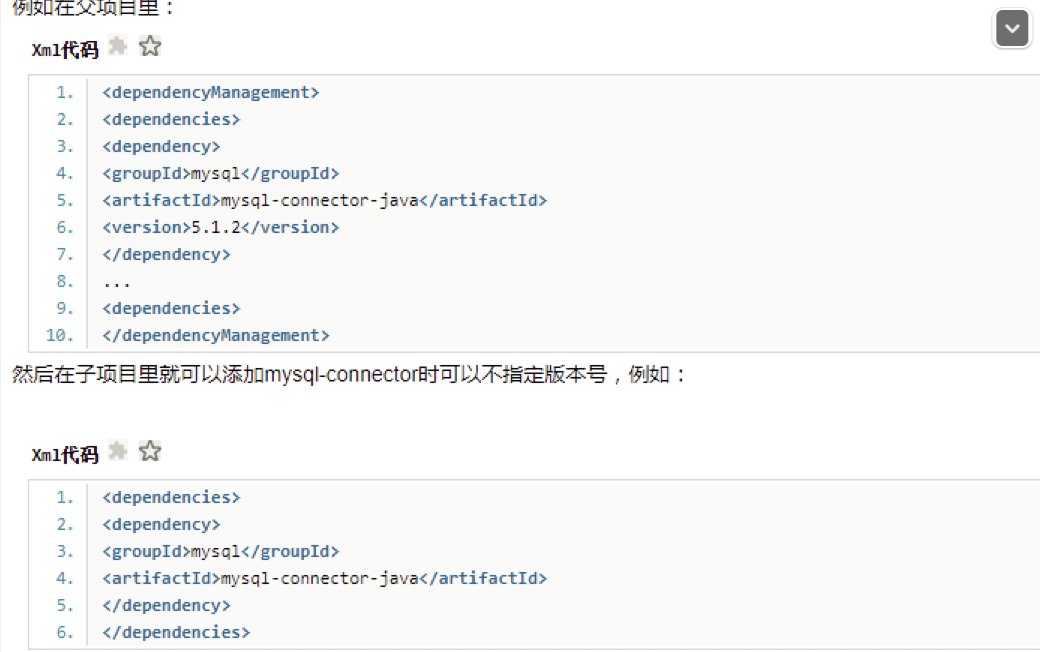 例如在父项目里：
Xml代码
1. <dependencyManagement>
2. <dependencies>
3. <dependency>
4. <groupId>mysql</groupId>
5. <artifactId>mysql-connector-java</artifactId>
6. <version>5.1.2</version>
7. </dependency>
8. ...
9. <dependencies>
10. </dependencyManagement>
然后在子项目里就可以添加mysql-connector时可以不指定版本号，例如：
Xml代码
1. <dependencies>
2. <dependency>
3. <groupId>mysql</groupId>
4. <artifactId>mysql-connector-java</artifactId>
5. </dependency>
6. </dependencies>